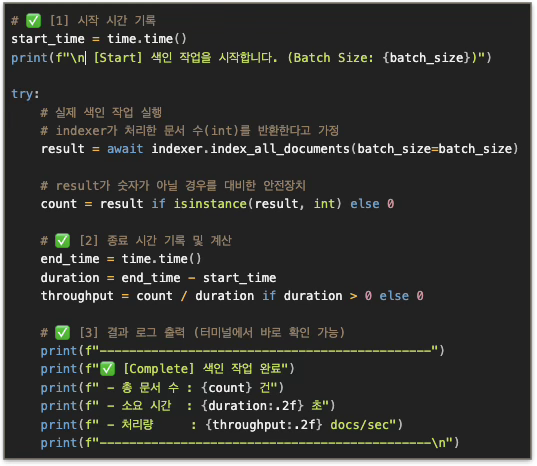 # ✅ [1] 시작 시간 기록
start_time = time.time()
print(f"\n [Start] 색인 작업을 시작합니다. (Batch Size: {batch_size})")

try:
    # 실제 색인 작업 실행
    # indexer가 처리한 문서 수(int)를 반환한다고 가정
    result = await indexer.index_all_documents(batch_size=batch_size)

    # result가 숫자가 아닐 경우를 대비한 안전장치
    count = result if isinstance(result, int) else 0

    # ✅ [2] 종료 시간 기록 및 계산
    end_time = time.time()
    duration = end_time - start_time
    throughput = count / duration if duration > 0 else 0

    # ✅ [3] 결과 로그 출력 (터미널에서 바로 확인 가능)
    print(f"---------------------------------------------")
    print(f"✅ [Complete] 색인 작업 완료")
    print(f" - 총 문서 수 : {count} 건")
    print(f" - 소요 시간  : {duration:.2f} 초")
    print(f" - 처리량     : {throughput:.2f} docs/sec")
    print(f"---------------------------------------------\n")